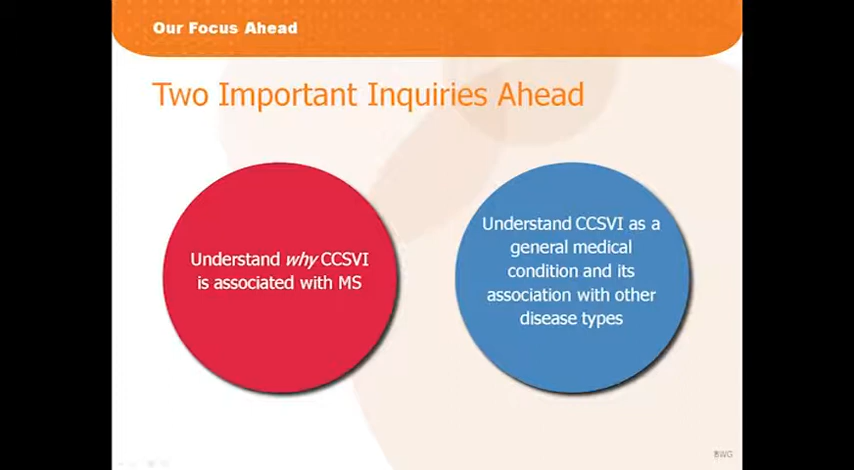 Our Focus Ahead
Two Important Inquiries Ahead
Understand why CCSVI
is associated with MS
Understand CCSVI as a
general medical
condition and its
association with other
disease types